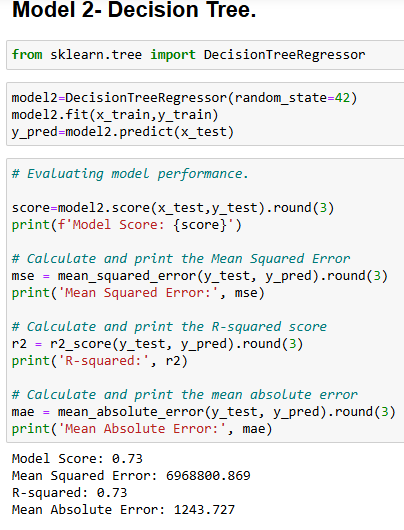 Model 2- Decision Tree.
from sklearn.tree import DecisionTreeRegressor
model2=DecisionTreeRegressor(random_state=42)
model2.fit(x_train,y_train)
y_pred=model2.predict(x_test)
# Evaluating model performance.
score=model2.score(x_test,y_test).round(3)
print(f'Model Score: {score}')
# Calculate and print the Mean Squared Error
mse = mean_squared_error(y_test, y_pred).round(3)
print('Mean Squared Error:', mse)
# Calculate and print the R-squared score
r2 = r2_score(y_test, y_pred).round(3)
print('R-squared:', r2)
# Calculate and print the mean absolute error
mae = mean_absolute_error(y_test, y_pred).round(3)
print('Mean Absolute Error:', mae)
Model Score: 0.73
Mean Squared Error: 6968800.869
R-squared: 0.73
Mean Absolute Error: 1243.727